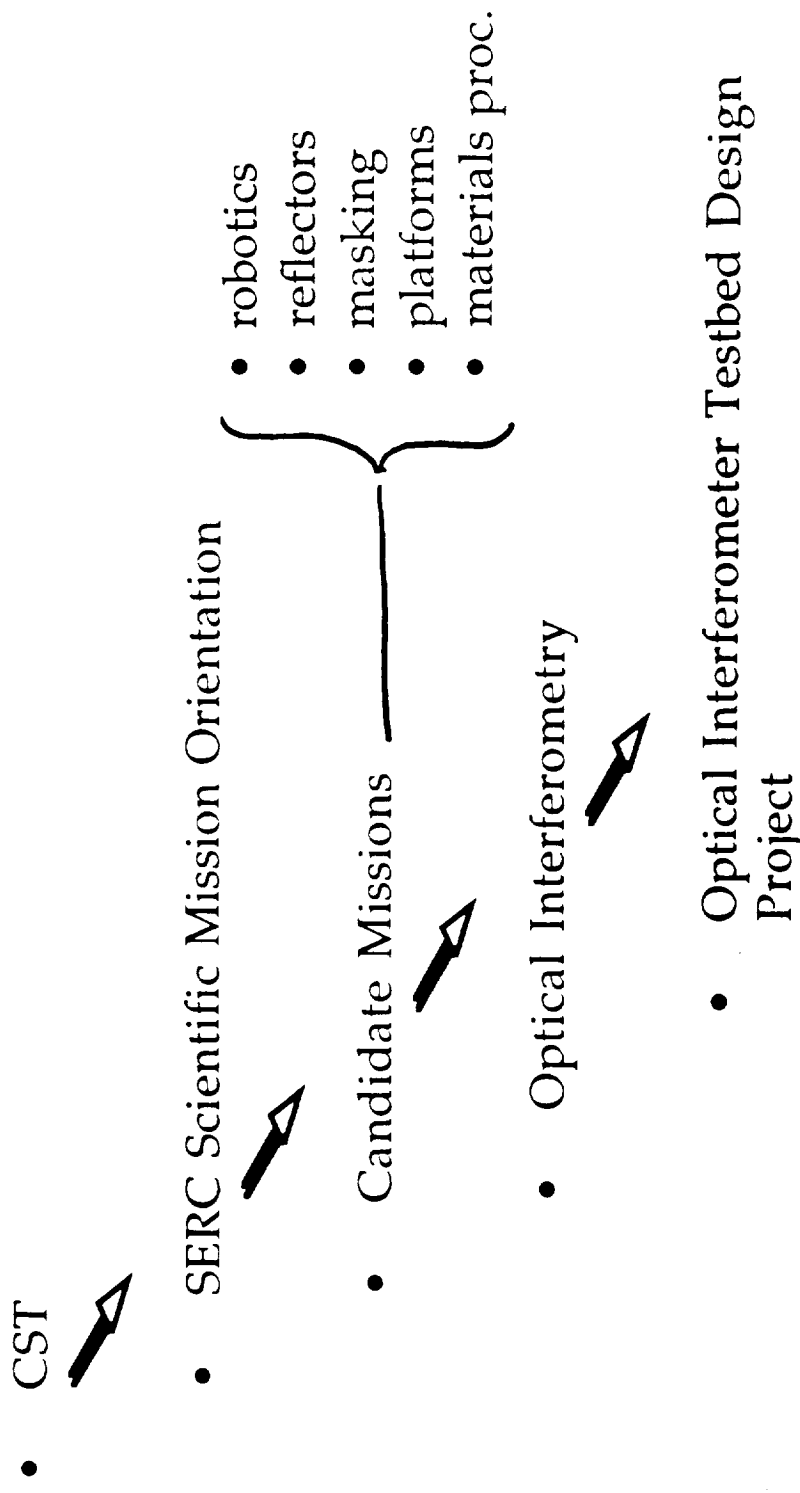 • CST
• SERC Scientific Mission Orientation
• Candidate Missions
• robotics
• reflectors
• masking
• platforms
• materials proc.
• Optical Interferometry
• Optical Interferometer Testbed Design
Project